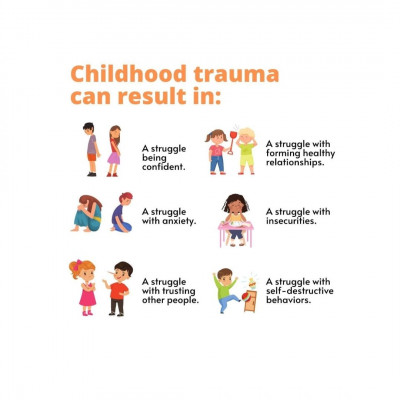 Childhood trauma
can result in:
A struggle
being
confident.
A struggle with
forming healthy
relationships.
A struggle
with anxiety.
A struggle with
insecurities.
A struggle
with trusting
other people.
A struggle with
self-destructive
behaviors.